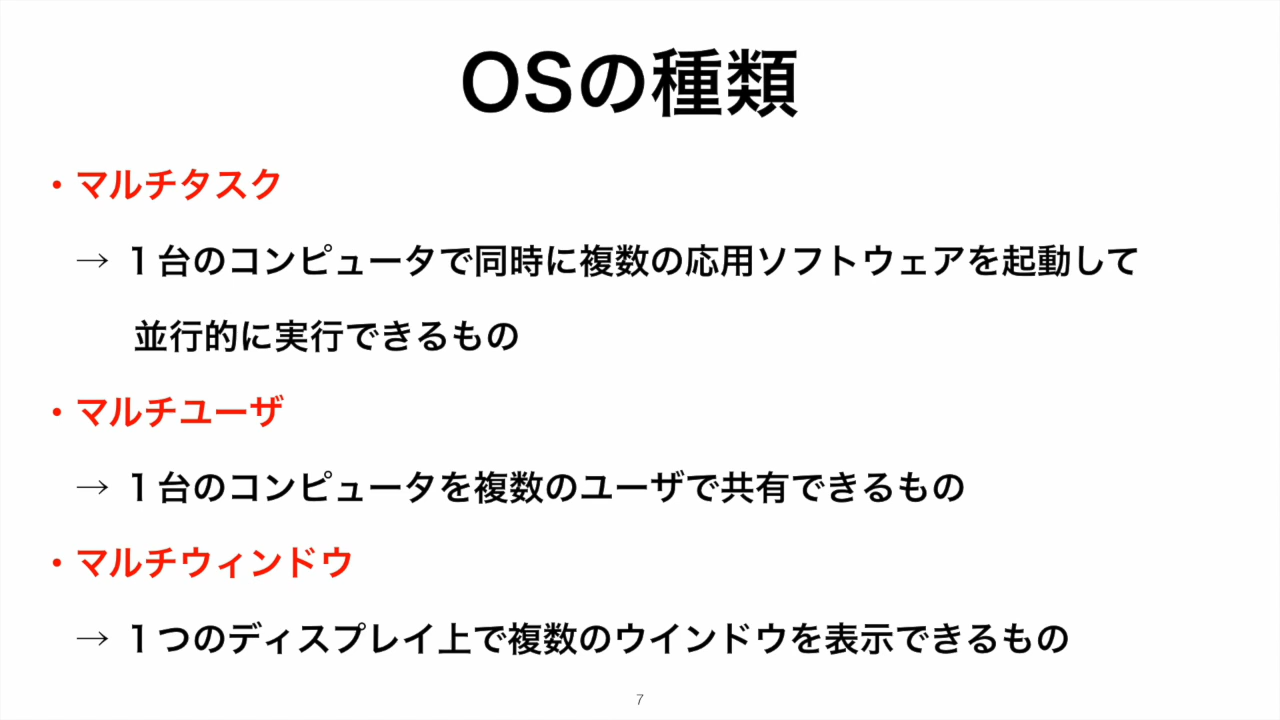 OSの種類
・マルチタスク
→ 1台のコンピュータで同時に複数の応用ソフトウェアを起動して
並行的に実行できるもの
・マルチユーザ
→ 1台のコンピュータを複数のユーザで共有できるもの
・マルチウィンドウ
→ 1つのディスプレイ上で複数のウインドウを表示できるもの
7